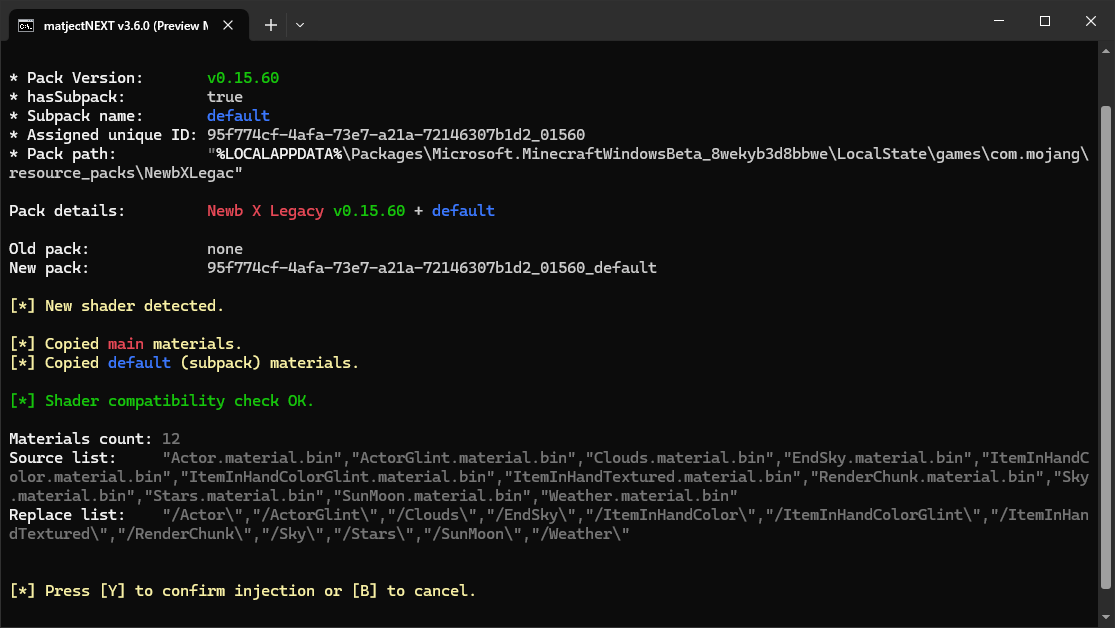 matjectNEXT v3.6.0 (Preview M
* Pack Version: v0.15.60
* hasSubpack: true
* Subpack name: default
* Assigned unique ID: 95f774cf-4afa-73e7-a21a-72146307b1d2_01560
* Pack path: "%LOCALAPPDATA%\Packages\Microsoft.MinecraftWindowsBeta_8wekyb3d8bbwe\LocalState\games\com.mojang\
resource_packs\NewbXLegac"
Pack details: Newb X Legacy v0.15.60 + default
Old pack: none
New pack: 95f774cf-4afa-73e7-a21a-72146307b1d2_01560_default
[*] New shader detected.
[*] Copied main materials.
[*] Copied default (subpack) materials.
[*] Shader compatibility check OK.
Materials count: 12
Source list: "Actor.material.bin","ActorGlint.material.bin","Clouds.material.bin","EndSky.material.bin","ItemInHandC
olor.material.bin","ItemInHandColorGlint.material.bin","ItemInHandTextured.material.bin","RenderChunk.material.bin","Sky
.material.bin","Stars.material.bin","SunMoon.material.bin","Weather.material.bin"
Replace list: "/Actor\","/ActorGlint\","/Clouds\","/EndSky\","/ItemInHandColor\","/ItemInHandColorGlint\","/ItemInHan
dTextured\","/RenderChunk\","/Sky\","/Stars\","/SunMoon\","/Weather\"
[*] Press [Y] to confirm injection or [B] to cancel.